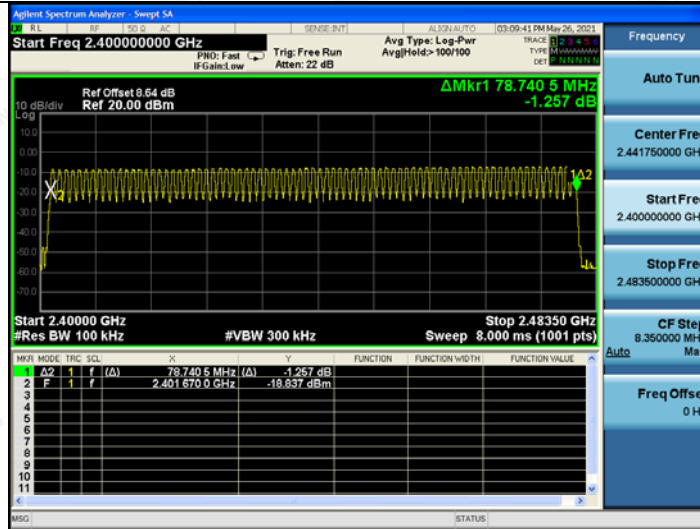 Agilent Spectrum Analyzer - Swept SA
RL RF 50 Ω AC SENSE:INT ALIGN AUTO 03:09:41 PM May 26, 2021
Start Freq 2.400000000 GHz
PNO: Fast
IFGain:Low
Trig: Free Run
Atten: 22 dB
Avg Type: Log-Pwr
Avg|Hold:>100/100
TRACE 1 2 3 4 5 6
TYPE M
DET P N N N N N
Ref Offset 8.64 dB
Ref 20.00 dBm
10 dB/div
Log
ΔMkr1 78.740 5 MHz
-1.257 dB
10.0
0.00
-10.0
-20.0
-30.0
-40.0
-50.0
-60.0
-70.0
2
1Δ2
Start 2.40000 GHz Stop 2.48350 GHz
#Res BW 100 kHz #VBW 300 kHz Sweep 8.000 ms (1001 pts)
MKR MODE TRC SCL X Y FUNCTION FUNCTION WIDTH FUNCTION VALUE
1 Δ2 1 f (Δ) 78.740 5 MHz (Δ) -1.257 dB
2 F 1 f 2.401 670 0 GHz -18.837 dBm
3
4
5
6
7
8
9
10
11
MSG STATUS
Frequency
Auto Tun
Center Fre
2.441750000 GH
Start Fre
2.400000000 GH
Stop Fre
2.483500000 GH
CF Ste
8.350000 MH
Auto Ma
Freq Offse
0 H